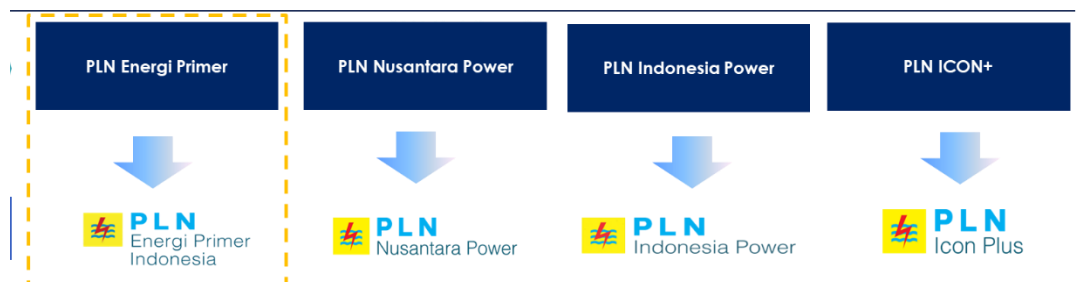 PLN Energi Primer
PLN Nusantara Power
PLN Indonesia Power
PLN ICON+
PLN
Energi Primer
Indonesia
PLN
Nusantara Power
PLN
Indonesia Power
PLN
Icon Plus